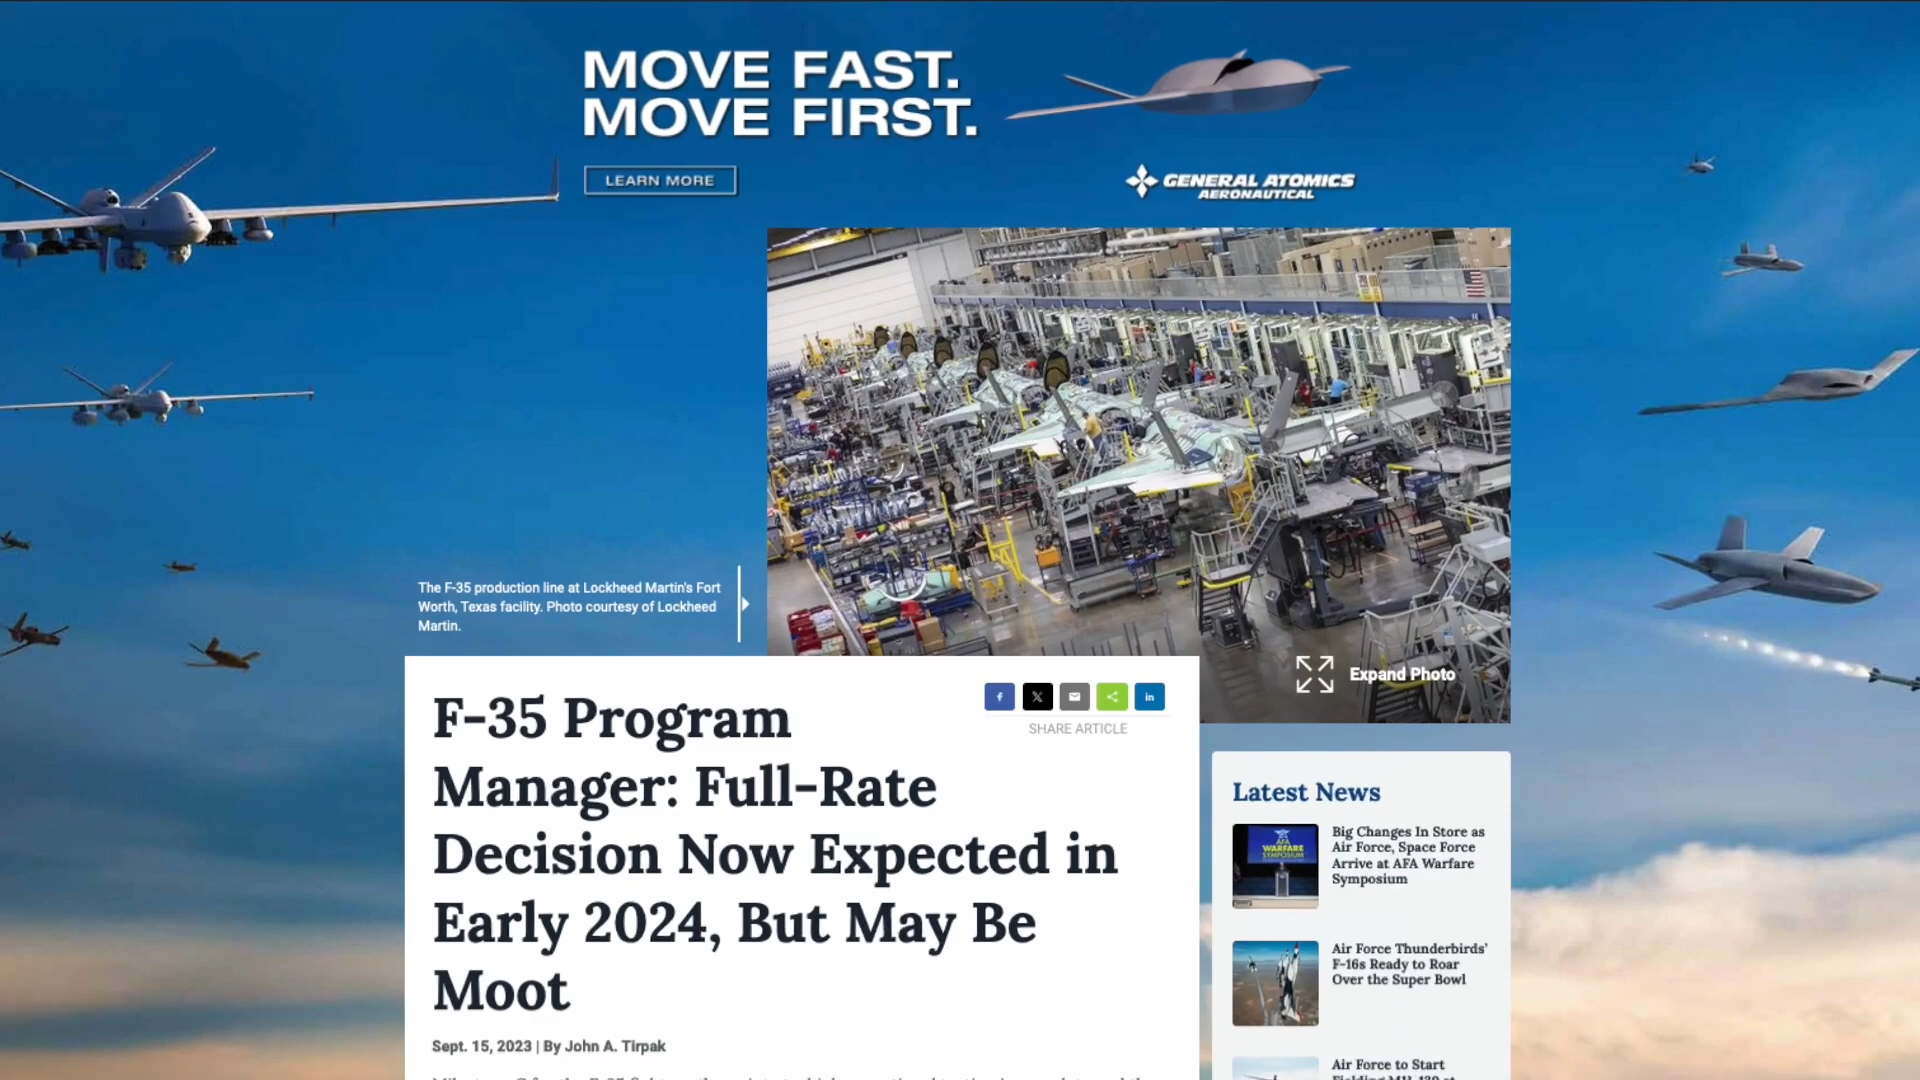 MOVE FAST.
MOVE FIRST.
LEARN MORE
GENERAL ATOMICS
AERONAUTICAL
The F-35 production line at Lockheed Martin's Fort
Worth, Texas facility. Photo courtesy of Lockheed
Martin.
Expand Photo
F-35 Program
Manager: Full-Rate
Decision Now Expected in
Early 2024, But May Be
Moot
SHARE ARTICLE
Sept. 15, 2023 | By John A. Tirpak
Latest News
AFA
WARFARE
SYMPOSIUM
Big Changes In Store as
Air Force, Space Force
Arrive at AFA Warfare
Symposium
Air Force Thunderbirds'
F-16s Ready to Roar
Over the Super Bowl
Air Force to Start